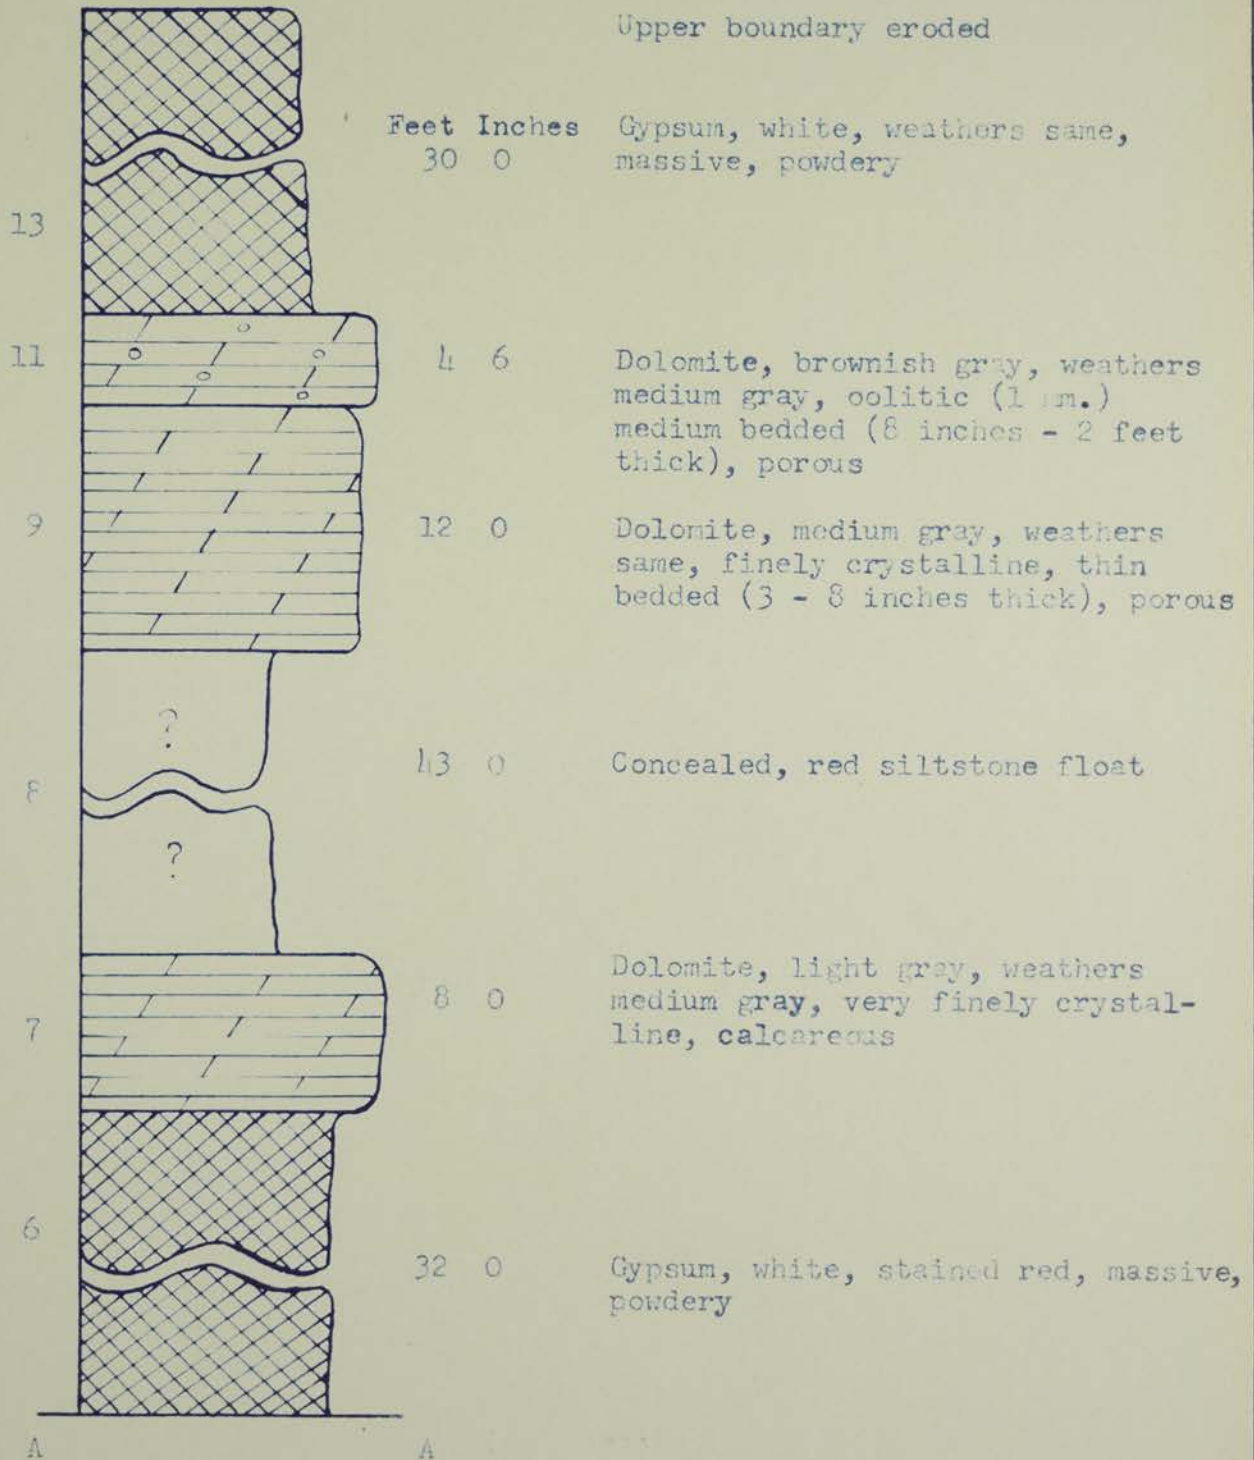 Upper boundary eroded
Feet Inches
13
30 0
Gypsum, white, weathers same,
massive, powdery
11
4 6
Dolomite, brownish gray, weathers
medium gray, oolitic (1 m.)
medium bedded (8 inches - 2 feet
thick), porous
9
12 0
Dolomite, medium gray, weathers
same, finely crystalline, thin
bedded (3 - 8 inches thick), porous
?
8
43 0
Concealed, red siltstone float
?
7
8 0
Dolomite, light gray, weathers
medium gray, very finely crystal-
line, calcareous
6
32 0
Gypsum, white, stained red, massive,
powdery
A A